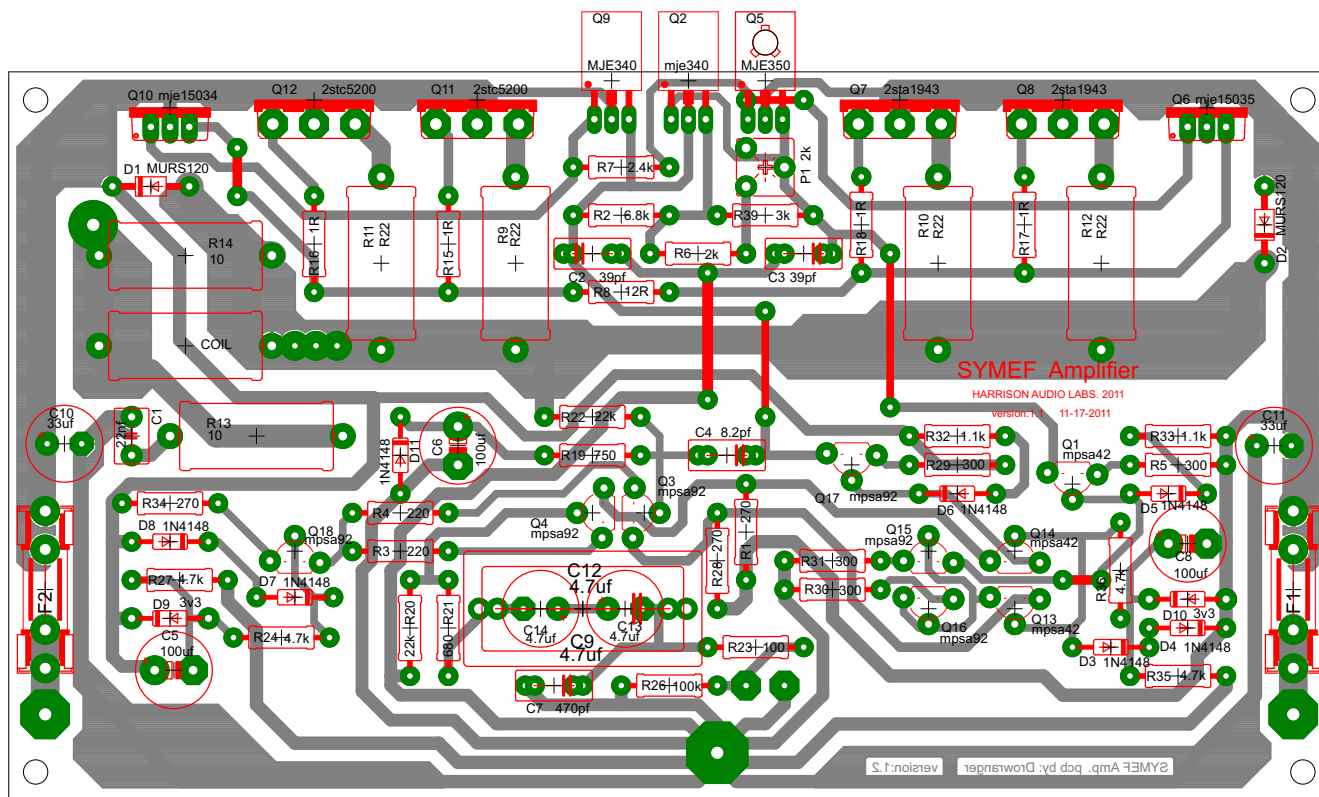 Q9 Q2 Q5
MJE340 mje340 MJE350
Q10 mje15034 Q12 2stc5200 Q11 2stc5200 Q7 2sta1943 Q8 2sta1943 Q6 mje15035
D1 MURS120
R7 2.4k
P1 2k
D2 MURS120
R16 1R
R11 R22
R15 1R
R9 R22
R2 6.8k
R39 3k
R18 1R
R10 R22
R17 1R
R12 R22
R14
10
R6 2k
C2 39pf
C3 39pf
R8 12R
COIL
SYMEF Amplifier
HARRISON AUDIO LABS. 2011
version:1.1 11-17-2011
C10
33uf
22nf C1
R13
10
1N4148 D11
C6 100uf
R22 22k
R19 750
C4 8.2pf
R32 1.1k
R29 300
Q1
mpsa42
R33 1.1k
R5 300
C11
33uf
Q17 mpsa92
D6 1N4148
D5 1N4148
R34 270
D8 1N4148
Q18
mpsa92
R4 220
R3 220
Q3
mpsa92
Q4
mpsa92
R28 270
R1 270
Q15
mpsa92
Q14
mpsa42
R31 300
R30 300
R36 4.7k
C8
100uf
R27 4.7k
D7 1N4148
D9 3v3
F2
C5
100uf
R24 4.7k
22k R20
680 R21
C12
4.7uf
C14
4.7uf
C13
4.7uf
C9
4.7uf
Q16
mpsa92
Q13
mpsa42
D10 3v3
D3 1N4148
D4 1N4148
F1
R23 100
R26 100k
R35 4.7k
C7 470pf
SYMEF Amp. pcb by: Drowranger version:1.2